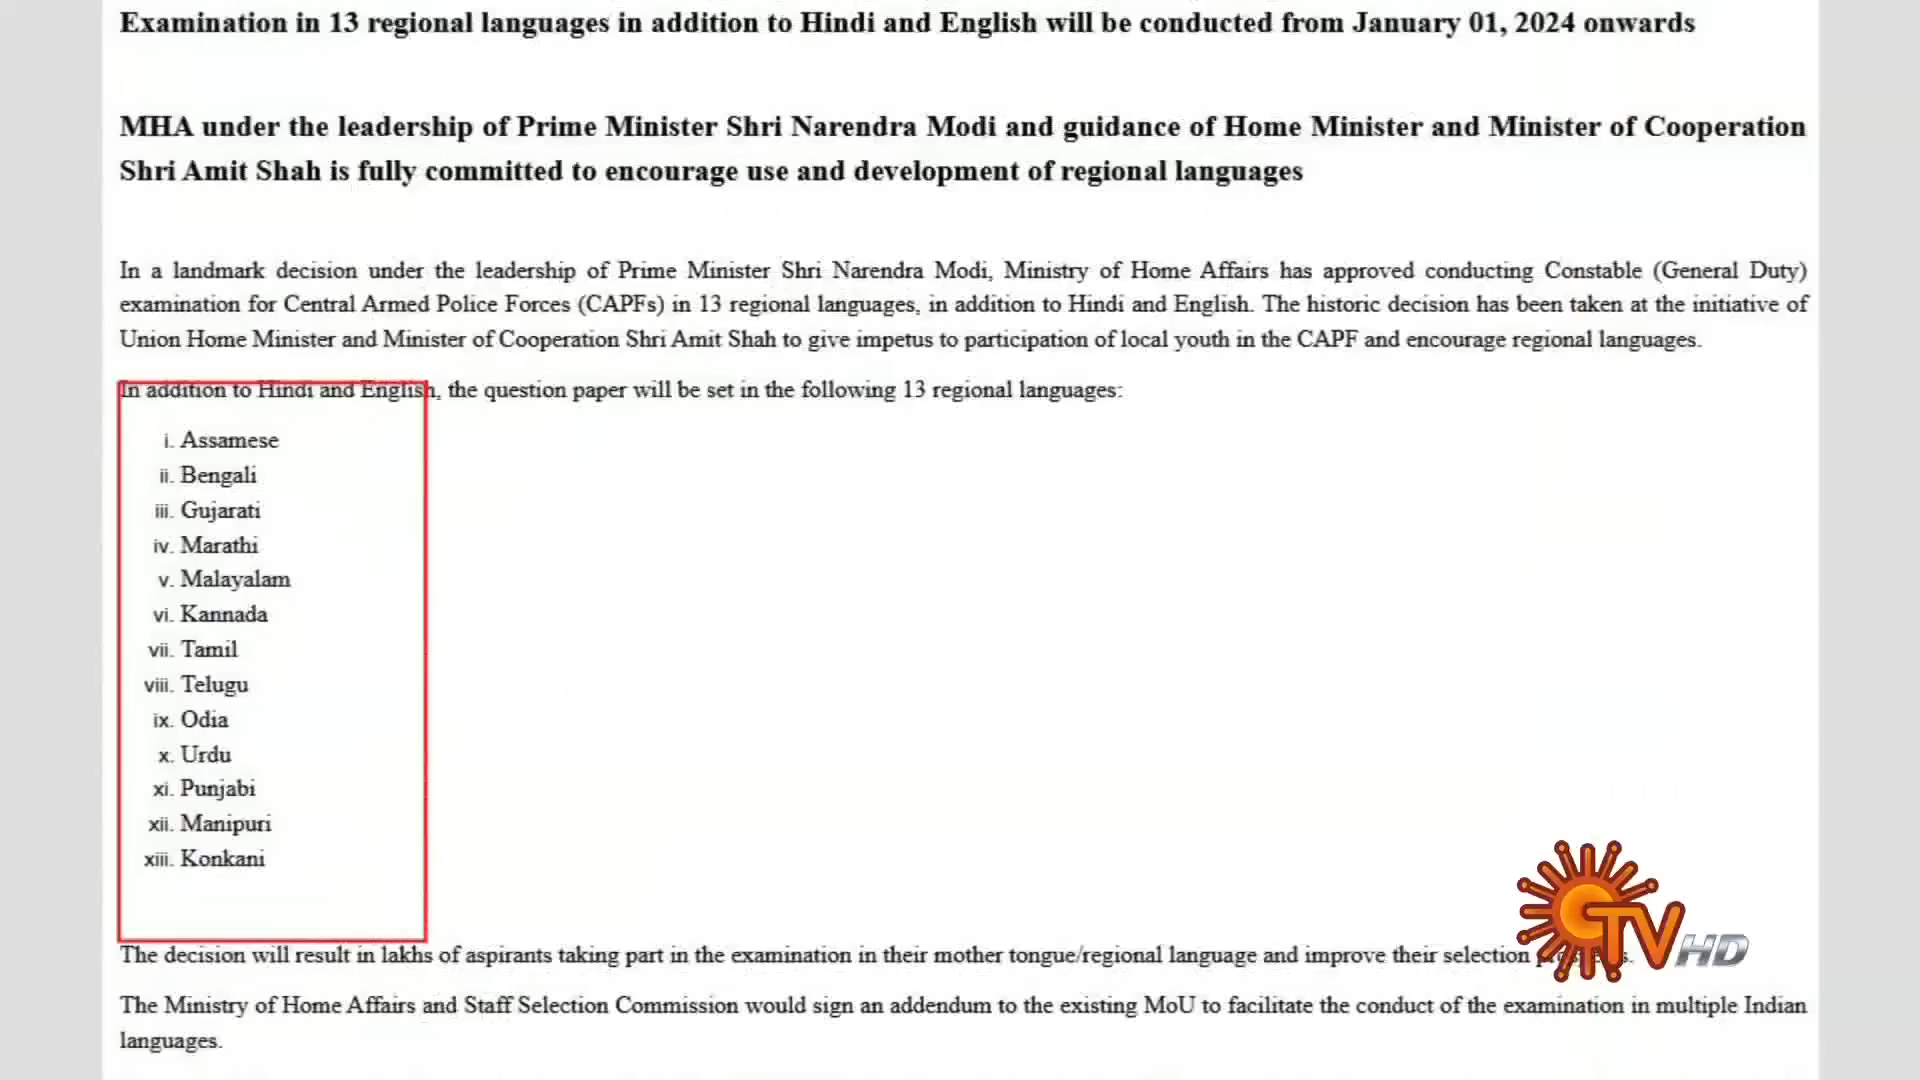 Examination in 13 regional languages in addition to Hindi and English will be conducted from January 01, 2024 onwards
MHA under the leadership of Prime Minister Shri Narendra Modi and guidance of Home Minister and Minister of Cooperation
Shri Amit Shah is fully committed to encourage use and development of regional languages
In a landmark decision under the leadership of Prime Minister Shri Narendra Modi, Ministry of Home Affairs has approved conducting Constable (General Duty)
examination for Central Armed Police Forces (CAPFs) in 13 regional languages, in addition to Hindi and English. The historic decision has been taken at the initiative of
Union Home Minister and Minister of Cooperation Shri Amit Shah to give impetus to participation of local youth in the CAPF and encourage regional languages.
In addition to Hindi and English, the question paper will be set in the following 13 regional languages:
i. Assamese
ii. Bengali
iii. Gujarati
iv. Marathi
v. Malayalam
vi. Kannada
vii. Tamil
viii. Telugu
ix. Odia
x. Urdu
xi. Punjabi
xii. Manipuri
xiii. Konkani
The decision will result in lakhs of aspirants taking part in the examination in their mother tongue/regional language and improve their selection
TV HD
The Ministry of Home Affairs and Staff Selection Commission would sign an addendum to the existing MoU to facilitate the conduct of the examination in multiple Indian
languages.